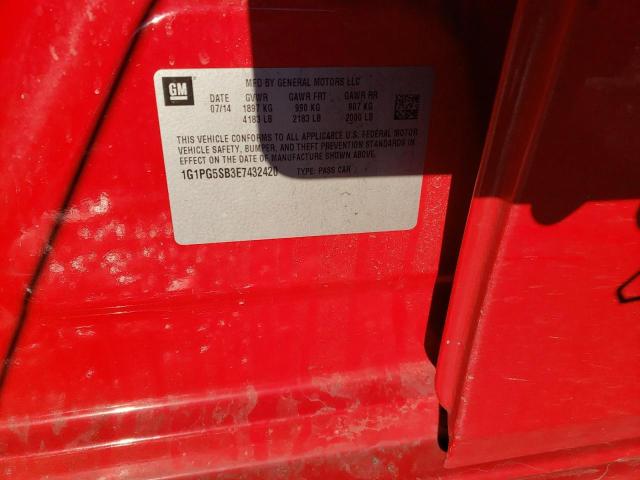 GM
MFD BY GENERAL MOTORS LLC
DATE GVWR GAWR FRT GAWR RR
07/14 1897 KG 990 KG 907 KG
4183 LB 2183 LB 2000 LB
THIS VEHICLE CONFORMS TO ALL APPLICABLE U.S. FEDERAL MOTOR
VEHICLE SAFETY, BUMPER, AND THEFT PREVENTION STANDARDS IN
EFFECT ON THE DATE OF MANUFACTURE SHOWN ABOVE.
1G1PG5SB3E7432420 TYPE: PASS CAR